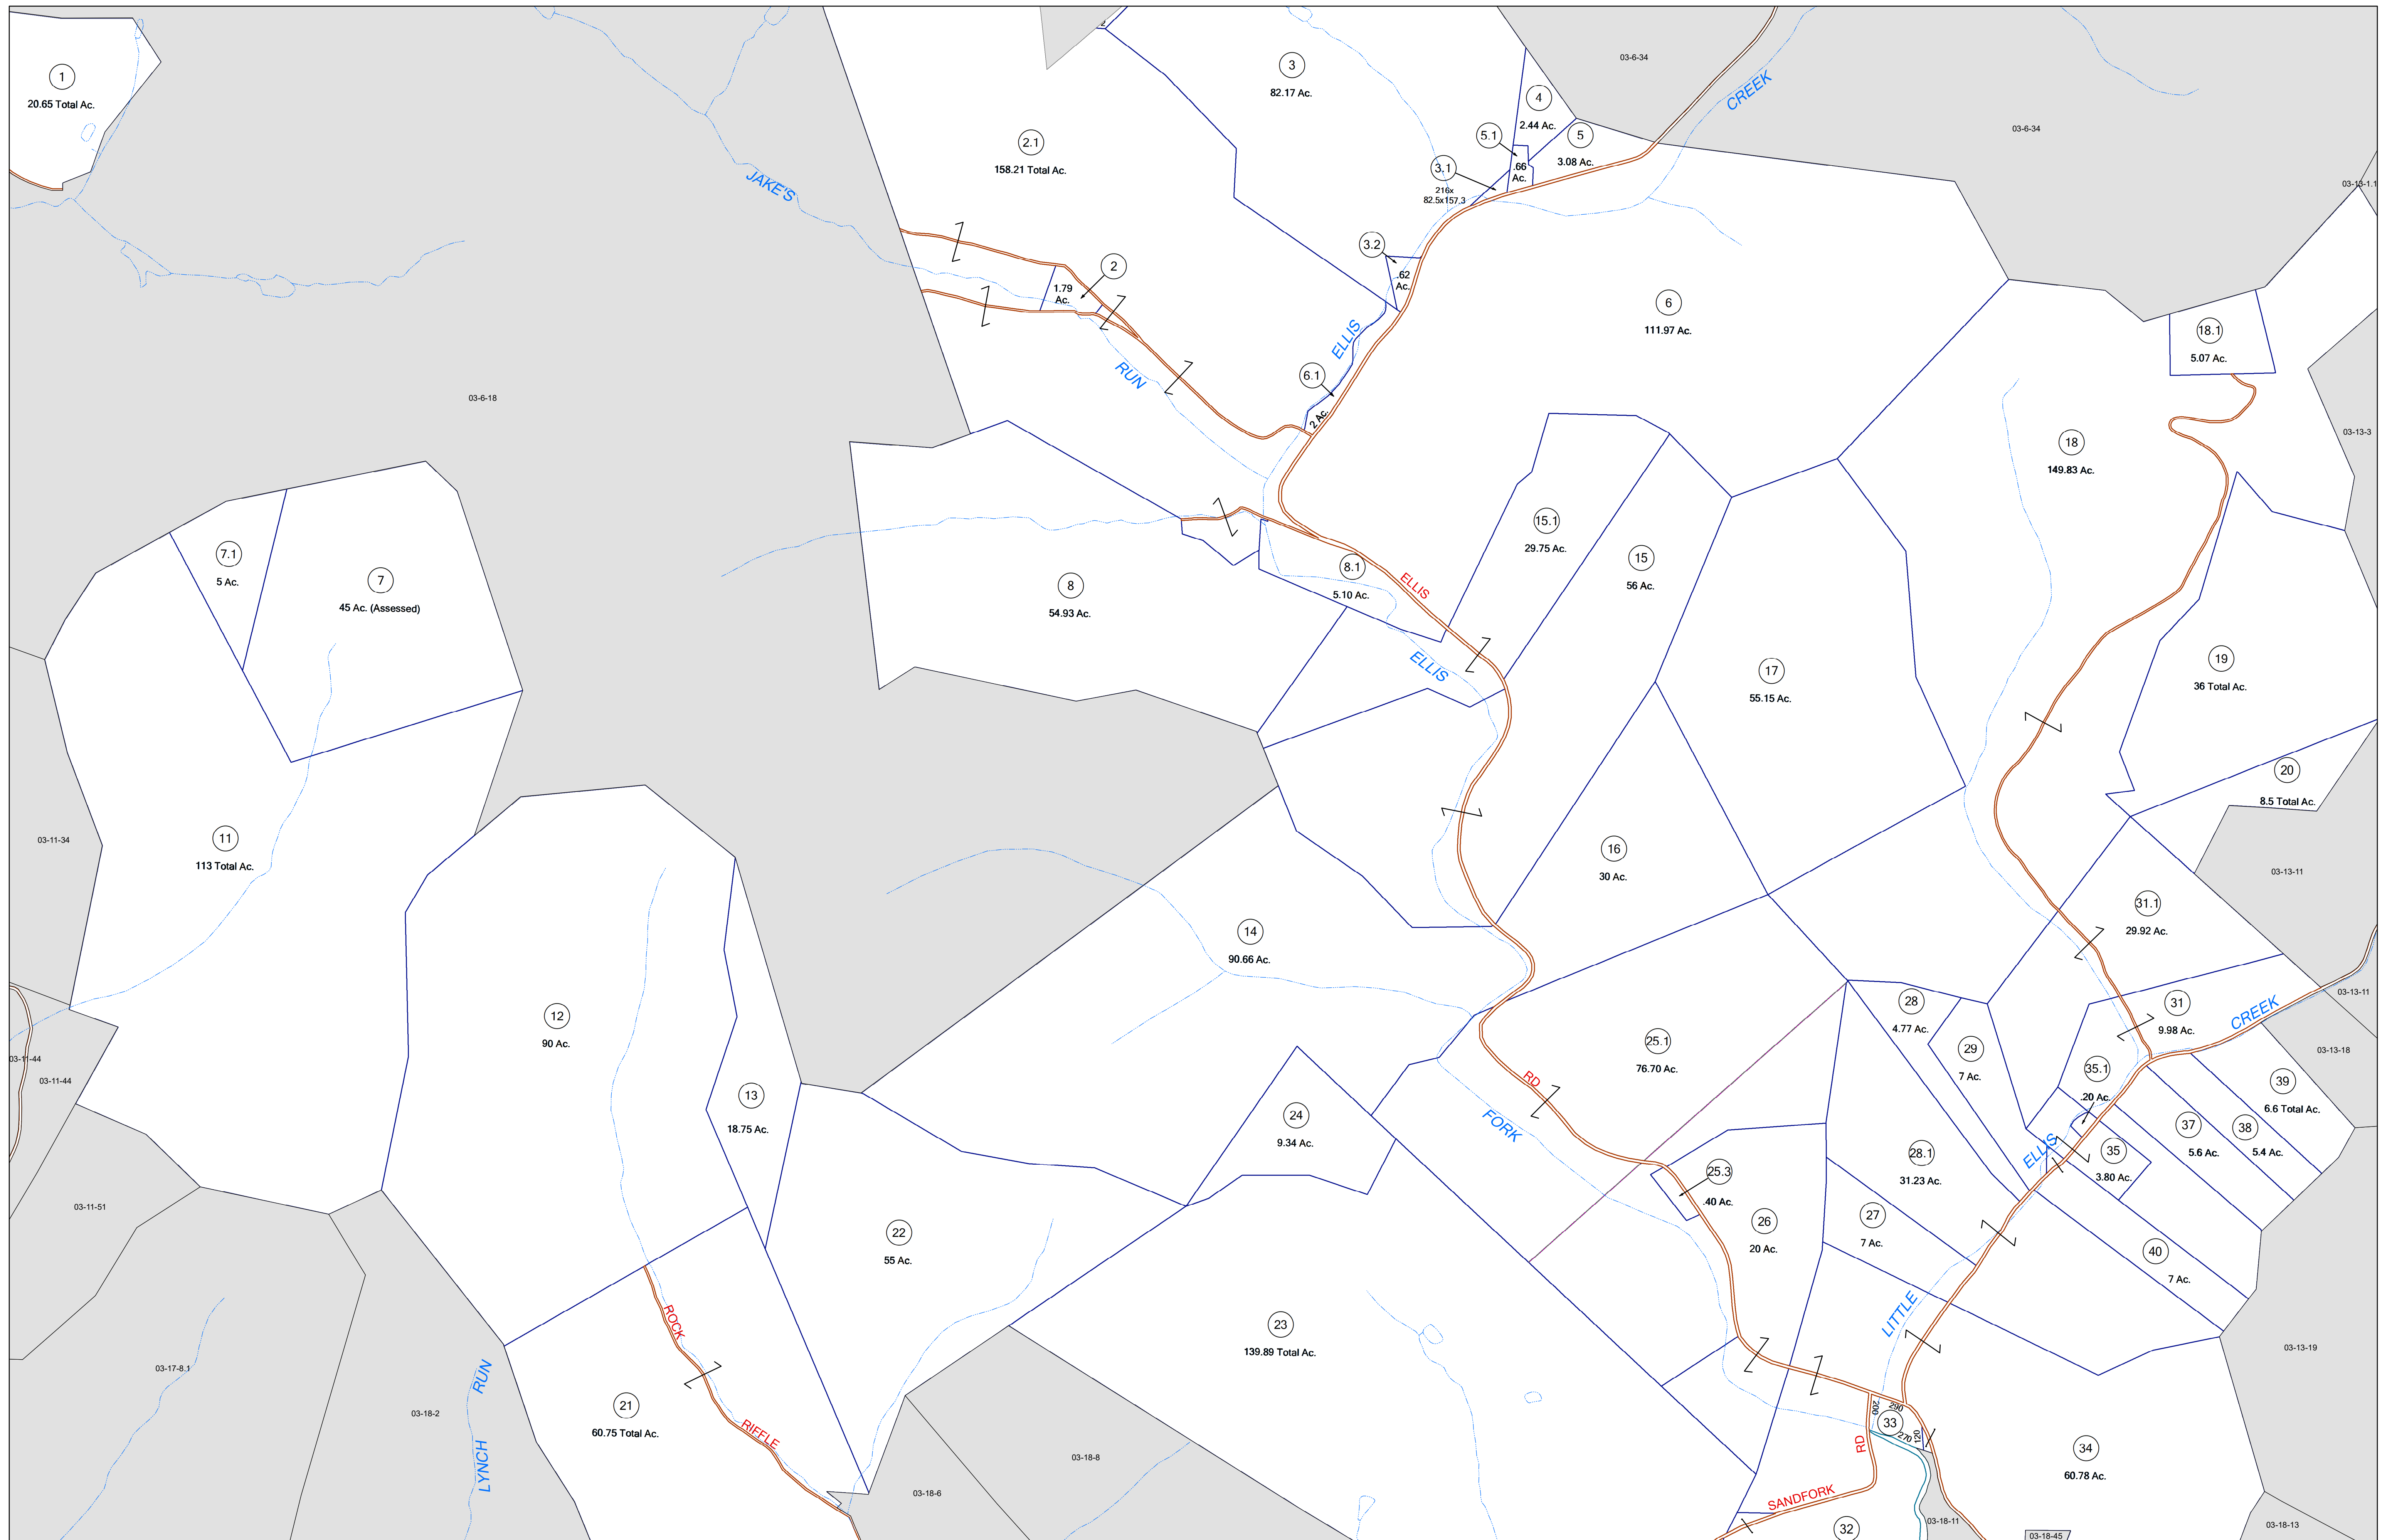 1
20.65 Total Ac.
3
82.17 Ac.
03-6-34
CREEK
4
2.44 Ac.
5
3.08 Ac.
5.1
.66
Ac.
3.1
216x
82.5x157.3
03-6-34
2.1
158.21 Total Ac.
JAKE'S
03-13-1.1
3.2
.62
Ac.
2
1.79
Ac.
6
111.97 Ac.
ELLIS
18.1
5.07 Ac.
RUN
6.1
2 Ac.
03-6-18
03-13-3
18
149.83 Ac.
15.1
29.75 Ac.
7.1
5 Ac.
7
45 Ac. (Assessed)
8
54.93 Ac.
8.1
5.10 Ac.
ELLIS
15
56 Ac.
ELLIS
17
55.15 Ac.
19
36 Total Ac.
20
8.5 Total Ac.
03-11-34
11
113 Total Ac.
16
30 Ac.
03-13-11
14
90.66 Ac.
31.1
29.92 Ac.
03-13-11
12
90 Ac.
28
4.77 Ac.
31
9.98 Ac.
CREEK
25.1
76.70 Ac.
29
7 Ac.
03-13-18
03-11-44
03-11-44
RD
35.1
.20 Ac.
39
6.6 Total Ac.
13
18.75 Ac.
24
9.34 Ac.
FORK
37
5.6 Ac.
38
5.4 Ac.
28.1
31.23 Ac.
ELLIS
35
3.80 Ac.
25.3
.40 Ac.
03-11-51
22
55 Ac.
26
20 Ac.
27
7 Ac.
40
7 Ac.
LITTLE
ROCK
23
139.89 Total Ac.
03-13-19
03-17-8.1
RUN
21
60.75 Total Ac.
03-18-2
RIFFLE
200
290
33
270
120
RD
34
60.78 Ac.
LYNCH
03-18-8
03-18-6
SANDFORK
32
03-18-11
03-18-13
03-18-45